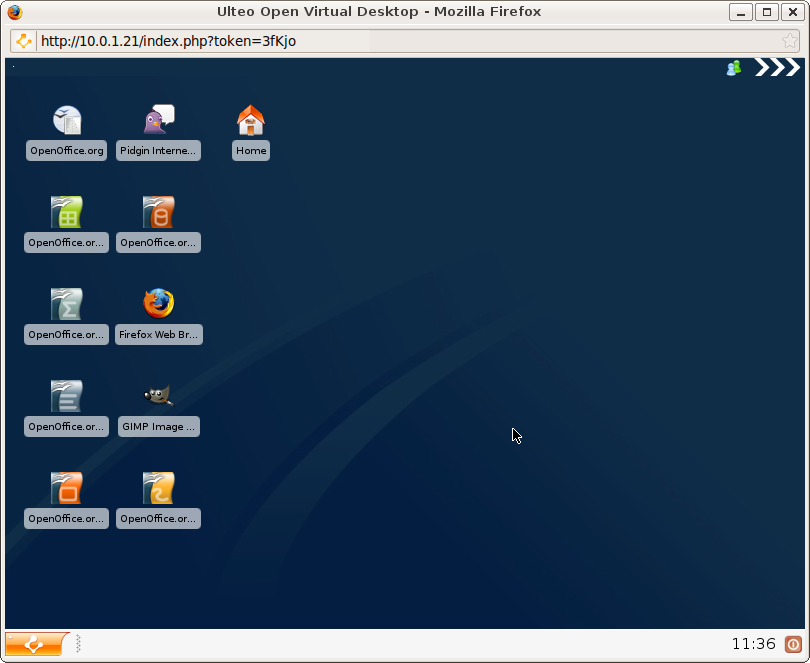 Ulteo Open Virtual Desktop - Mozilla Firefox
http://10.0.1.21/index.php?token=3fKjo
OpenOffice.org
Pidgin Interne...
Home
OpenOffice.or...
OpenOffice.or...
OpenOffice.or...
Firefox Web Br...
OpenOffice.or...
GIMP Image ...
OpenOffice.or...
OpenOffice.or...
11:36